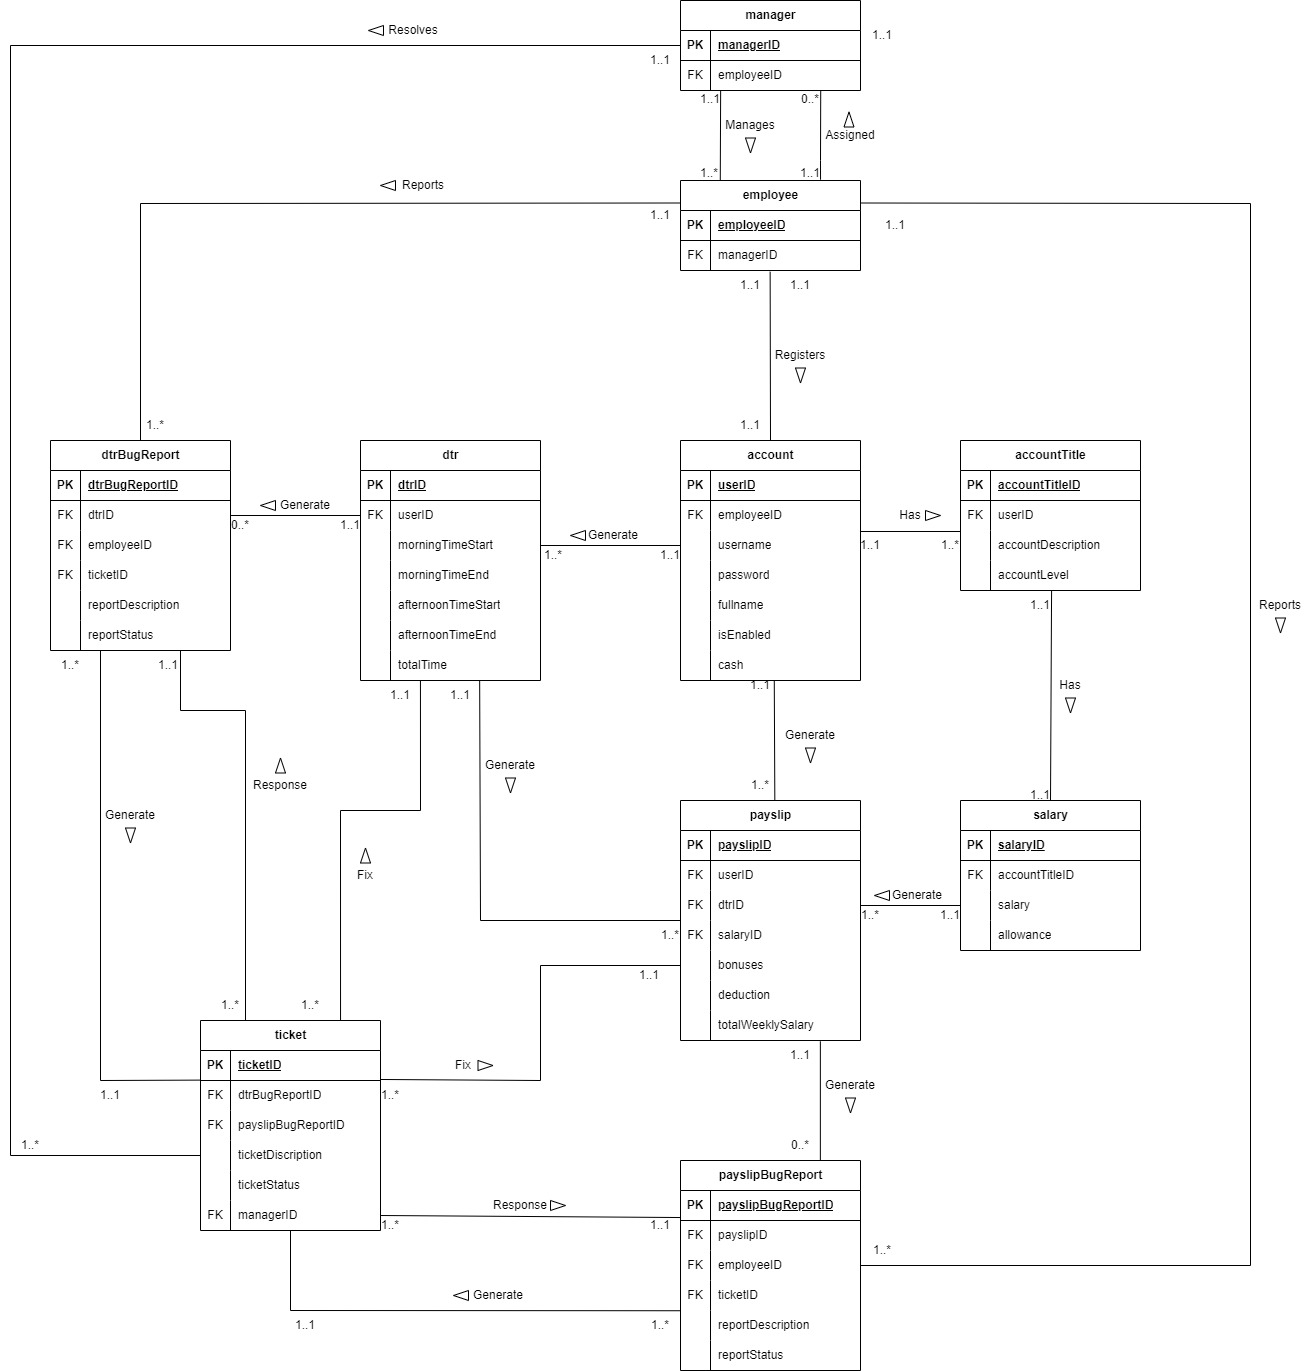 manager
PK managerID
FK employeeID
Resolves
1..1
1..1
1..1
0..*
Manages
Assigned
1..*
1..1
employee
PK employeeID
FK managerID
Reports
1..1
1..1
1..1
1..1
Registers
1..*
1..1
dtrBugReport
PK dtrBugReportID
FK dtrID
FK employeeID
FK ticketID
reportDescription
reportStatus
Generate
0..*
1..1
dtr
PK dtrID
FK userID
morningTimeStart
morningTimeEnd
afternoonTimeStart
afternoonTimeEnd
totalTime
Generate
1..*
1..1
account
PK userID
FK employeeID
username
password
fullname
isEnabled
cash
Has
1..1
1..*
accountTitle
PK accountTitleID
FK userID
accountDescription
accountLevel
1..1
Reports
1..*
1..1
1..1
1..1
1..1
Has
Generate
Generate
Response
Generate
1..*
1..1
Fix
payslip
PK payslipID
FK userID
FK dtrID
FK salaryID
bonuses
deduction
totalWeeklySalary
Generate
1..*
1..1
salary
PK salaryID
FK accountTitleID
salary
allowance
1..*
1..1
1..*
1..*
ticket
PK ticketID
FK dtrBugReportID
FK payslipBugReportID
ticketDiscription
ticketStatus
FK managerID
Fix
1..1
1..*
1..*
1..1
Generate
0..*
payslipBugReport
PK payslipBugReportID
FK payslipID
FK employeeID
FK ticketID
reportDescription
reportStatus
Response
1..*
1..1
1..*
Generate
1..1
1..*